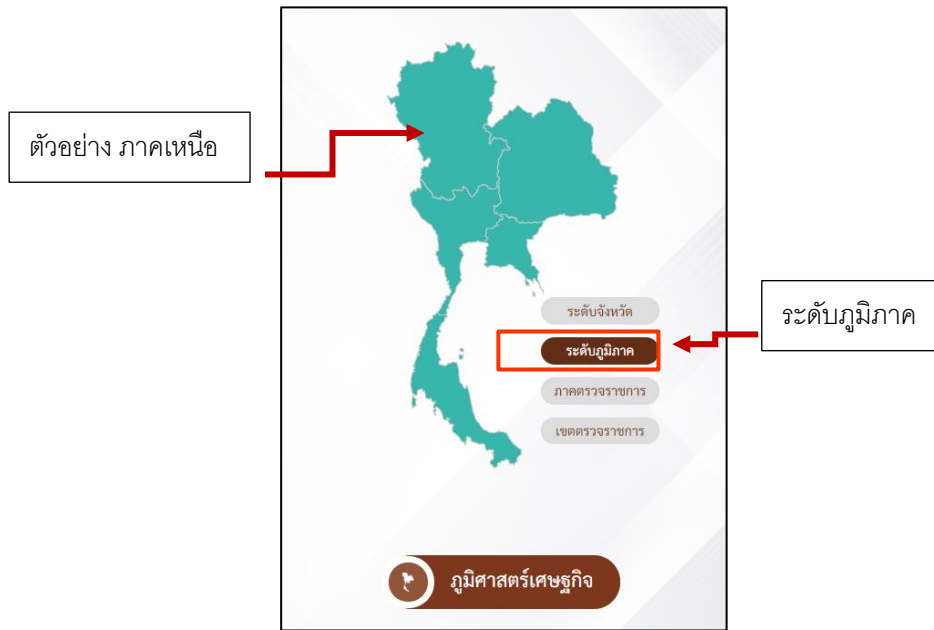 ตัวอย่าง ภาคเหนือ
ระดับจังหวัด
ระดับภูมิภาค
ระดับภูมิภาค
ภาคตรวจราชการ
เขตตรวจราชการ
ภูมิศาสตร์เศรษฐกิจ